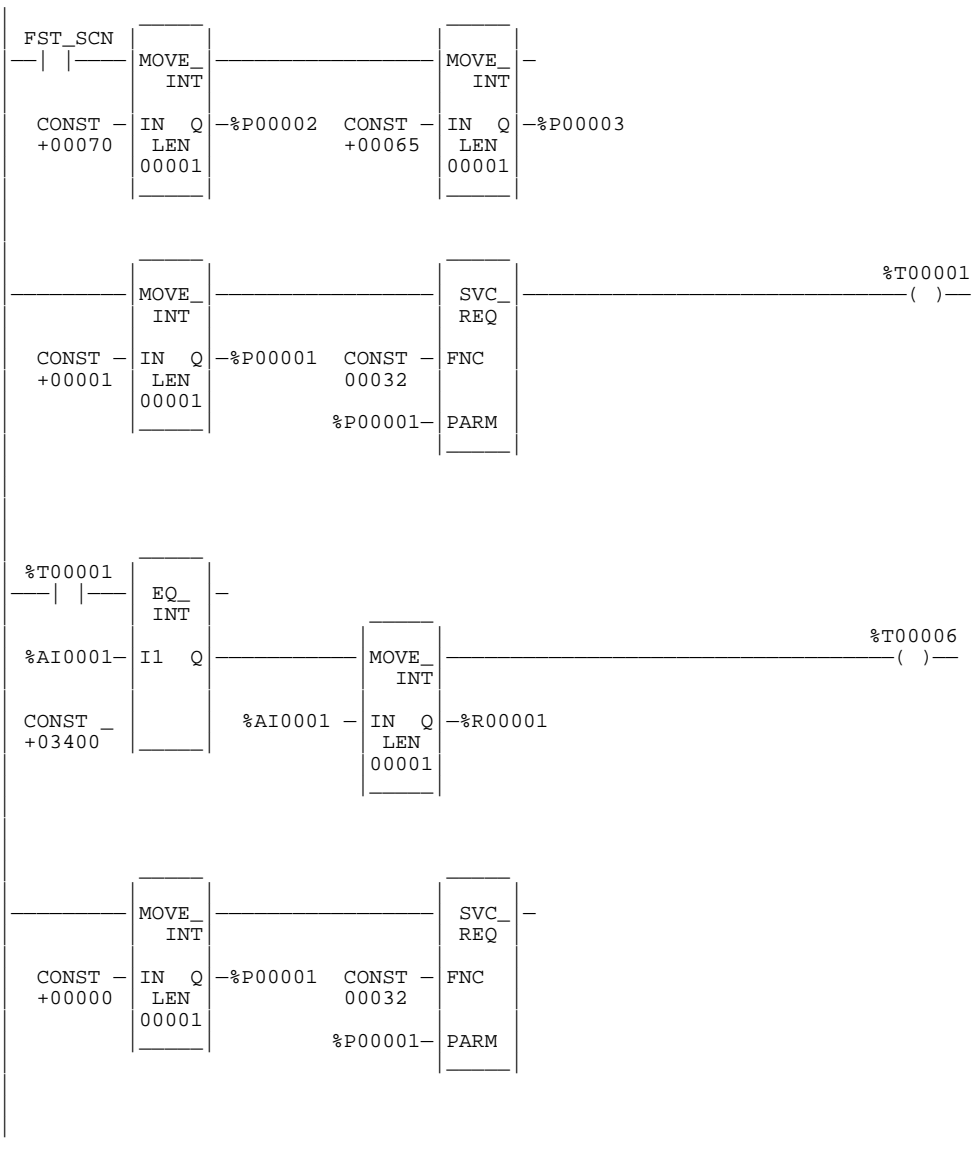 FST_SCN
MOVE_ MOVE_
INT INT
CONST IN Q %P00002 CONST IN Q %P00003
+00070 LEN +00065 LEN
00001 00001
%T00001
MOVE_ SVC_ ( )
INT REQ
CONST IN Q %P00001 CONST FNC
+00001 LEN 00032
00001
%P00001 PARM
%T00001
EQ_
INT
%T00006
%AI0001 I1 Q MOVE_ ( )
INT
CONST %AI0001 IN Q %R00001
+03400 LEN
00001
MOVE_ SVC_
INT REQ
CONST IN Q %P00001 CONST FNC
+00000 LEN 00032
00001
%P00001 PARM